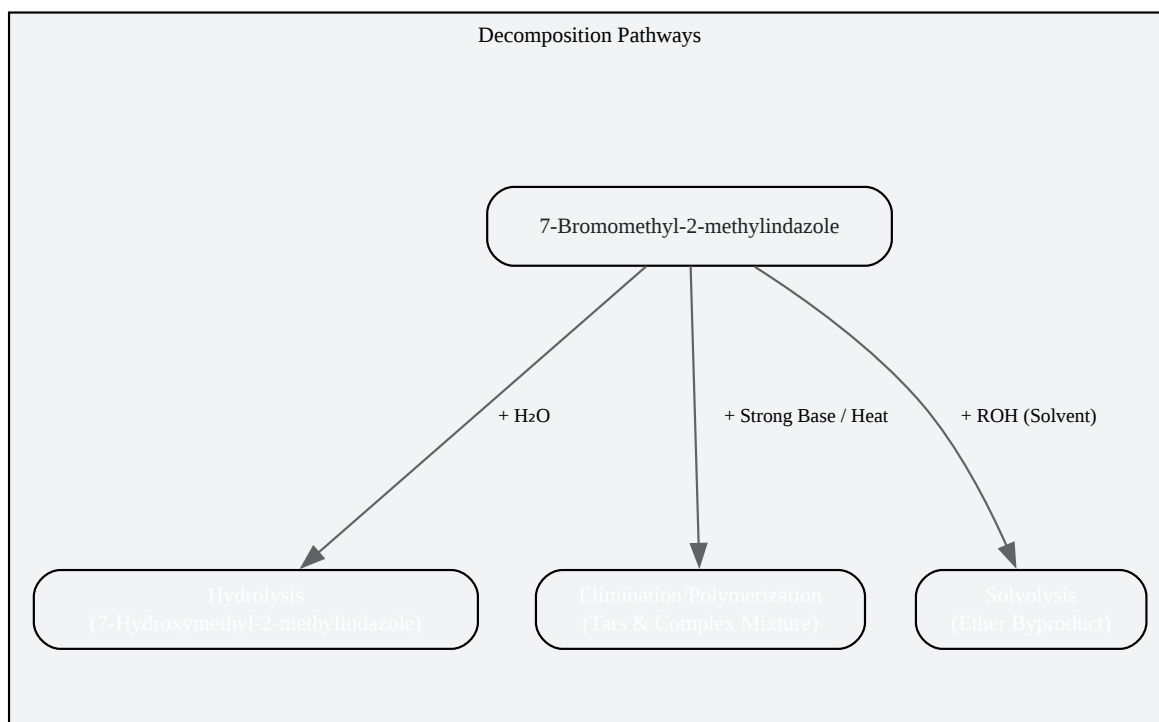 Decomposition Pathways
7-Bromomethyl-2-methylindazole
+ H₂O
+ Strong Base / Heat
+ ROH (Solvent)
Hydrolysis
(7-Hydroxymethyl-2-methylindazole)
Elimination/Polymerization
(Tars & Complex Mixture)
Solvolysis
(Ether Byproduct)